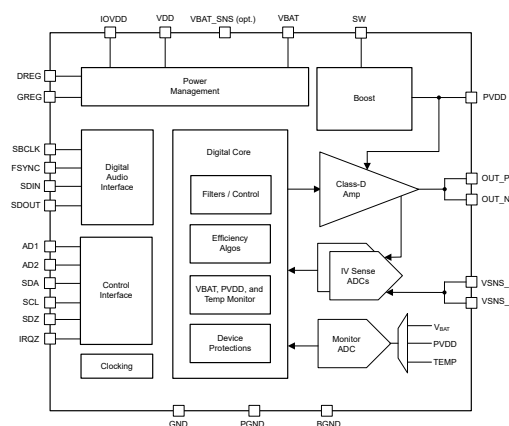 IOVDD
VDD
VBAT_SNS (opt.)
VBAT
SW
DREG
GREG
Power
Management
Boost
PVDD
SBCLK
FSYNC
SDIN
SDOUT
Digital
Audio
Interface
Digital Core
Filters / Control
Class-D
Amp
OUT_P
OUT_N
AD1
AD2
SDA
SCL
SDZ
IRQZ
Control
Interface
Efficiency
Algos
IV Sense
ADCs
VSNS_
VSNS_
VBAT, PVDD, and
Temp Monitor
Device
Protections
Monitor
ADC
VBAT
PVDD
TEMP
Clocking
GND
PGND
BGND